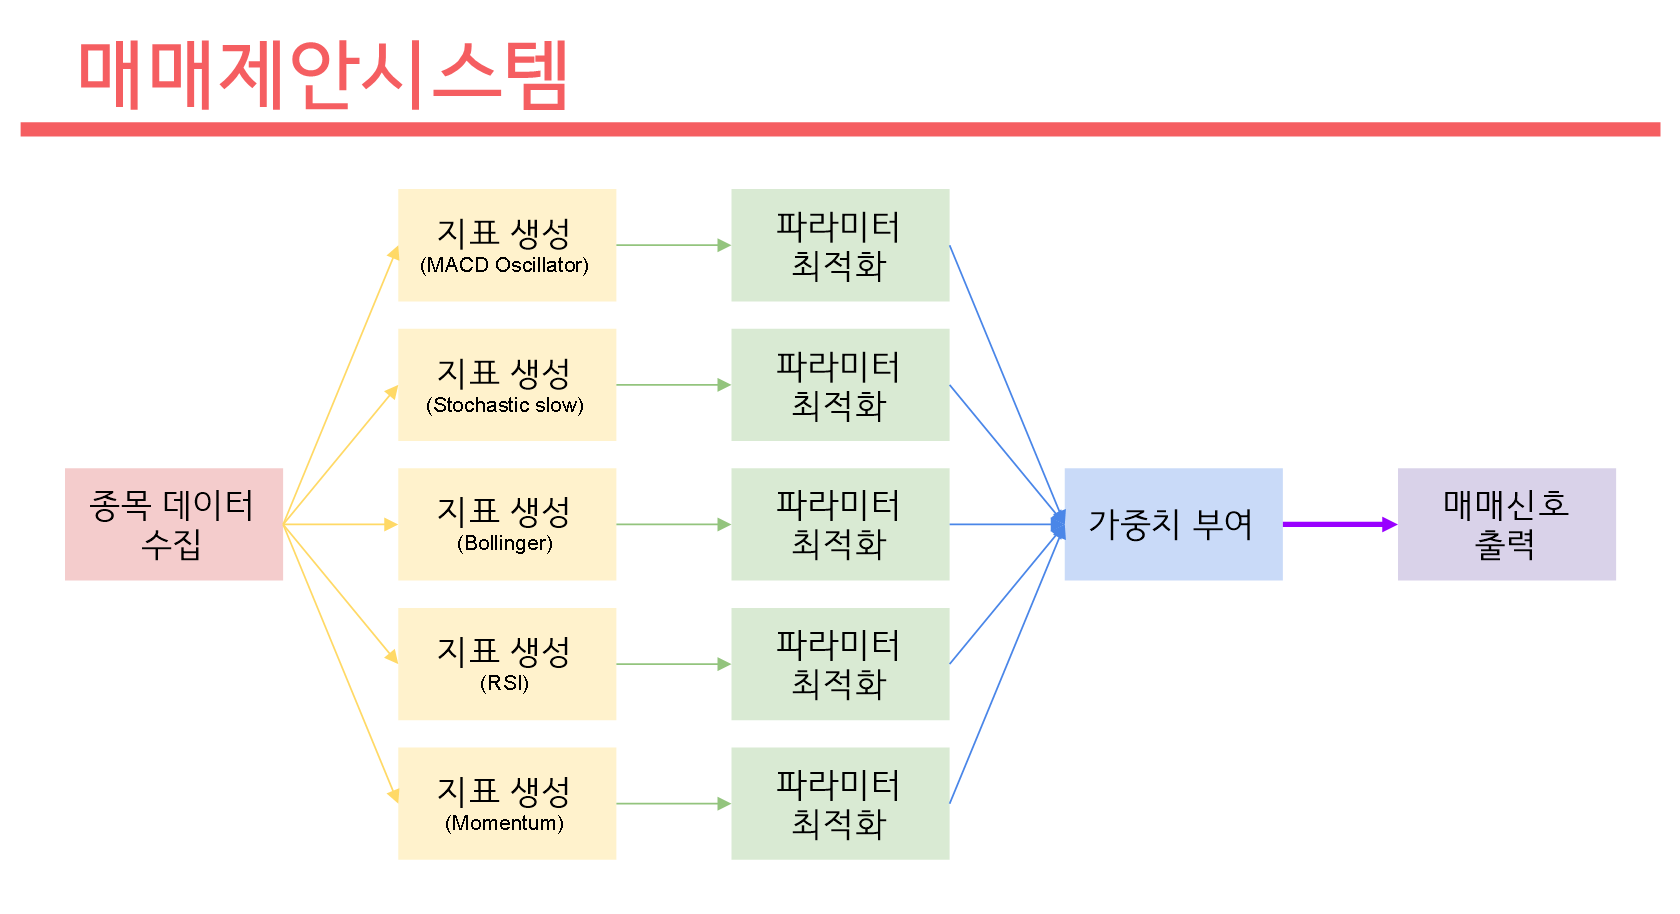 매매제안시스템
종목 데이터
수집
지표 생성
(MACD Oscillator)
파라미터
최적화
지표 생성
(Stochastic slow)
파라미터
최적화
지표 생성
(Bollinger)
파라미터
최적화
지표 생성
(RSI)
파라미터
최적화
지표 생성
(Momentum)
파라미터
최적화
가중치 부여
매매신호
출력